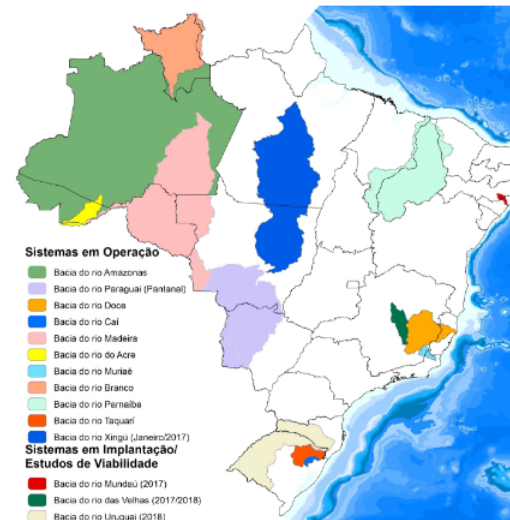 Sistemas em Operação
Bacia do rio Amazonas
Bacia do rio Paraguai (Pantanal)
Bacia do rio Doce
Bacia do rio Caí
Bacia do rio Madeira
Bacia do rio do Acre
Bacia do rio Muriaé
Bacia do rio Branco
Bacia do rio Parnaíba
Bacia do rio Taquari
Bacia do rio Xingú (Janeiro/2017)
Sistemas em Implantação/
Estudos de Viabilidade
Bacia do rio Mundaú (2017)
Bacia do rio das Velhas (2017/2018)
Bacia do rio Uruguai (2018)